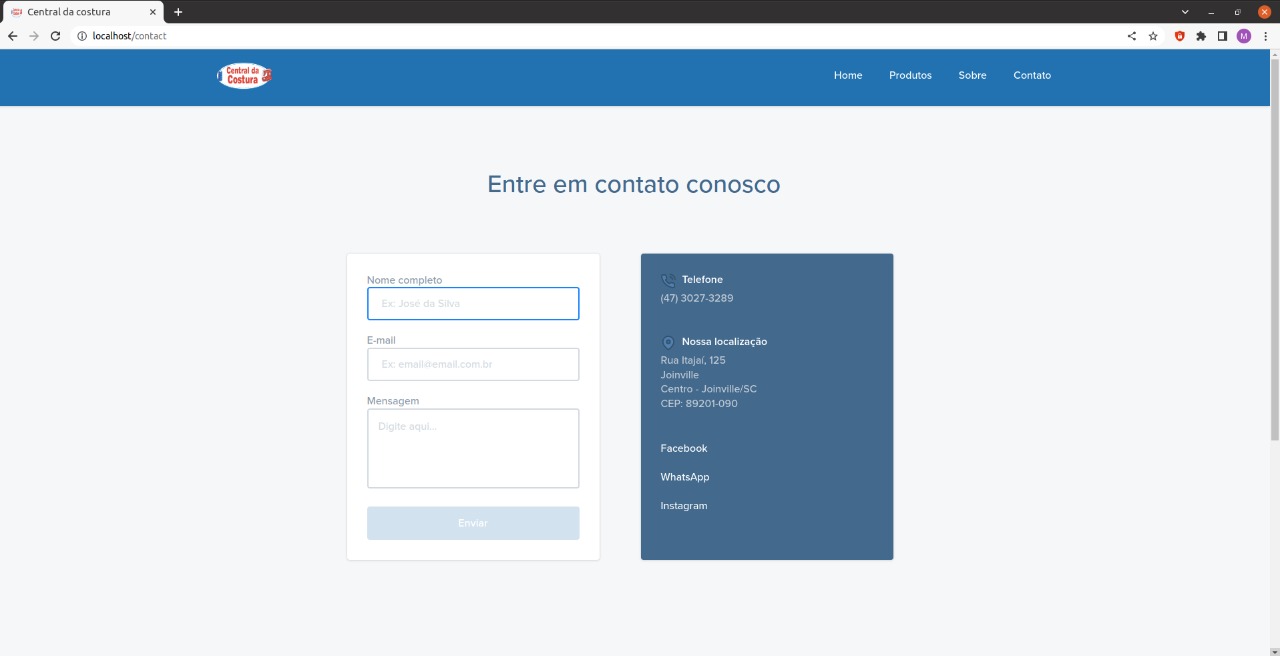 Central da costura
localhost/contact
M
Central da
Costura
Home
Produtos
Sobre
Contato
Entre em contato conosco
Nome completo
Ex: José da Silva
E-mail
Ex: email@email.com.br
Mensagem
Digite aqui...
Enviar
Telefone
(47) 3027-3289
Nossa localização
Rua Itajaí, 125
Joinville
Centro - Joinville/SC
CEP: 89201-090
Facebook
WhatsApp
Instagram